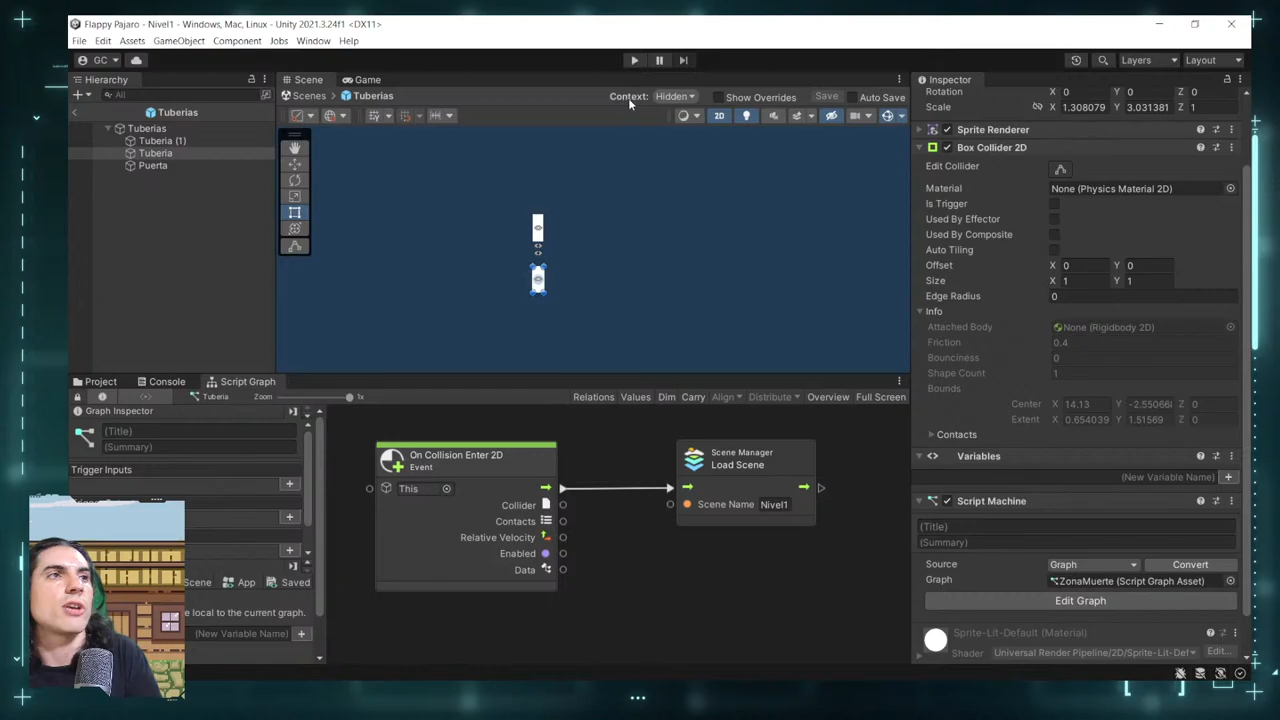 Flappy Pajaro - Nivel1 - Windows, Mac, Linux - Unity 2021.3.24f1 <DX11>
File Edit Assets GameObject Component Jobs Window Help
GC Layers Layout
Hierarchy
All
Tuberias
Tuberias
Tuberia (1)
Tuberia
Puerta
Scene Game
Scenes Tuberias Context: Hidden Show Overrides Save Auto Save
2D
Inspector
Rotation X 0 Y 0 Z 0
Scale X 1.308079 Y 3.031381 Z 1
Sprite Renderer
Box Collider 2D
Edit Collider
Material None (Physics Material 2D)
Is Trigger
Used By Effector
Used By Composite
Auto Tiling
Offset X 0 Y 0
Size X 1 Y 1
Edge Radius 0
Info
Attached Body None (Rigidbody 2D)
Friction 0.4
Bounciness 0
Shape Count 1
Bounds
Center X 14.13 Y -2.55066 Z 0
Extent X 0.654039 Y 1.51569 Z 0
Contacts
Variables
(New Variable Name)
Script Machine
(Title)
(Summary)
Source Graph Convert
Graph ZonaMuerte (Script Graph Asset)
Edit Graph
Sprite-Lit-Default (Material)
Shader Universal Render Pipeline/2D/Sprite-Lit-Def Edit...
Project Console Script Graph
Tuberia Zoom 1x Relations Values Dim Carry Align Distribute Overview Full Screen
Graph Inspector
(Title)
(Summary)
Trigger Inputs
Scene App Saved
local to the current graph.
(New Variable Name)
On Collision Enter 2D
Event
This
Collider
Contacts
Relative Velocity
Enabled
Data
Scene Manager
Load Scene
Scene Name Nivel1